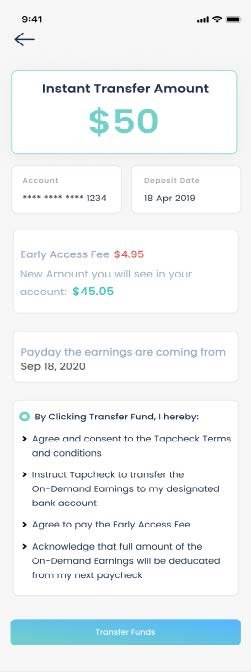 9:41
Instant Transfer Amount
$50
Account
Deposit Date
**** **** **** 1234
18 Apr 2019
Early Access Fee $4.95
New Amount you will see in your
account: $45.05
Payday the earnings are coming from
Sep 18, 2020
By Clicking Transfer Fund, I hereby:
Agree and consent to the Tapcheck Terms
and conditions
Instruct Tapcheck to transfer the
On-Demand Earnings to my designated
bank account
Agree to pay the Early Access Fee
Acknowledge that full amount of the
On-Demand Earnings will be deducated
from my next paycheck
Transfer Funds